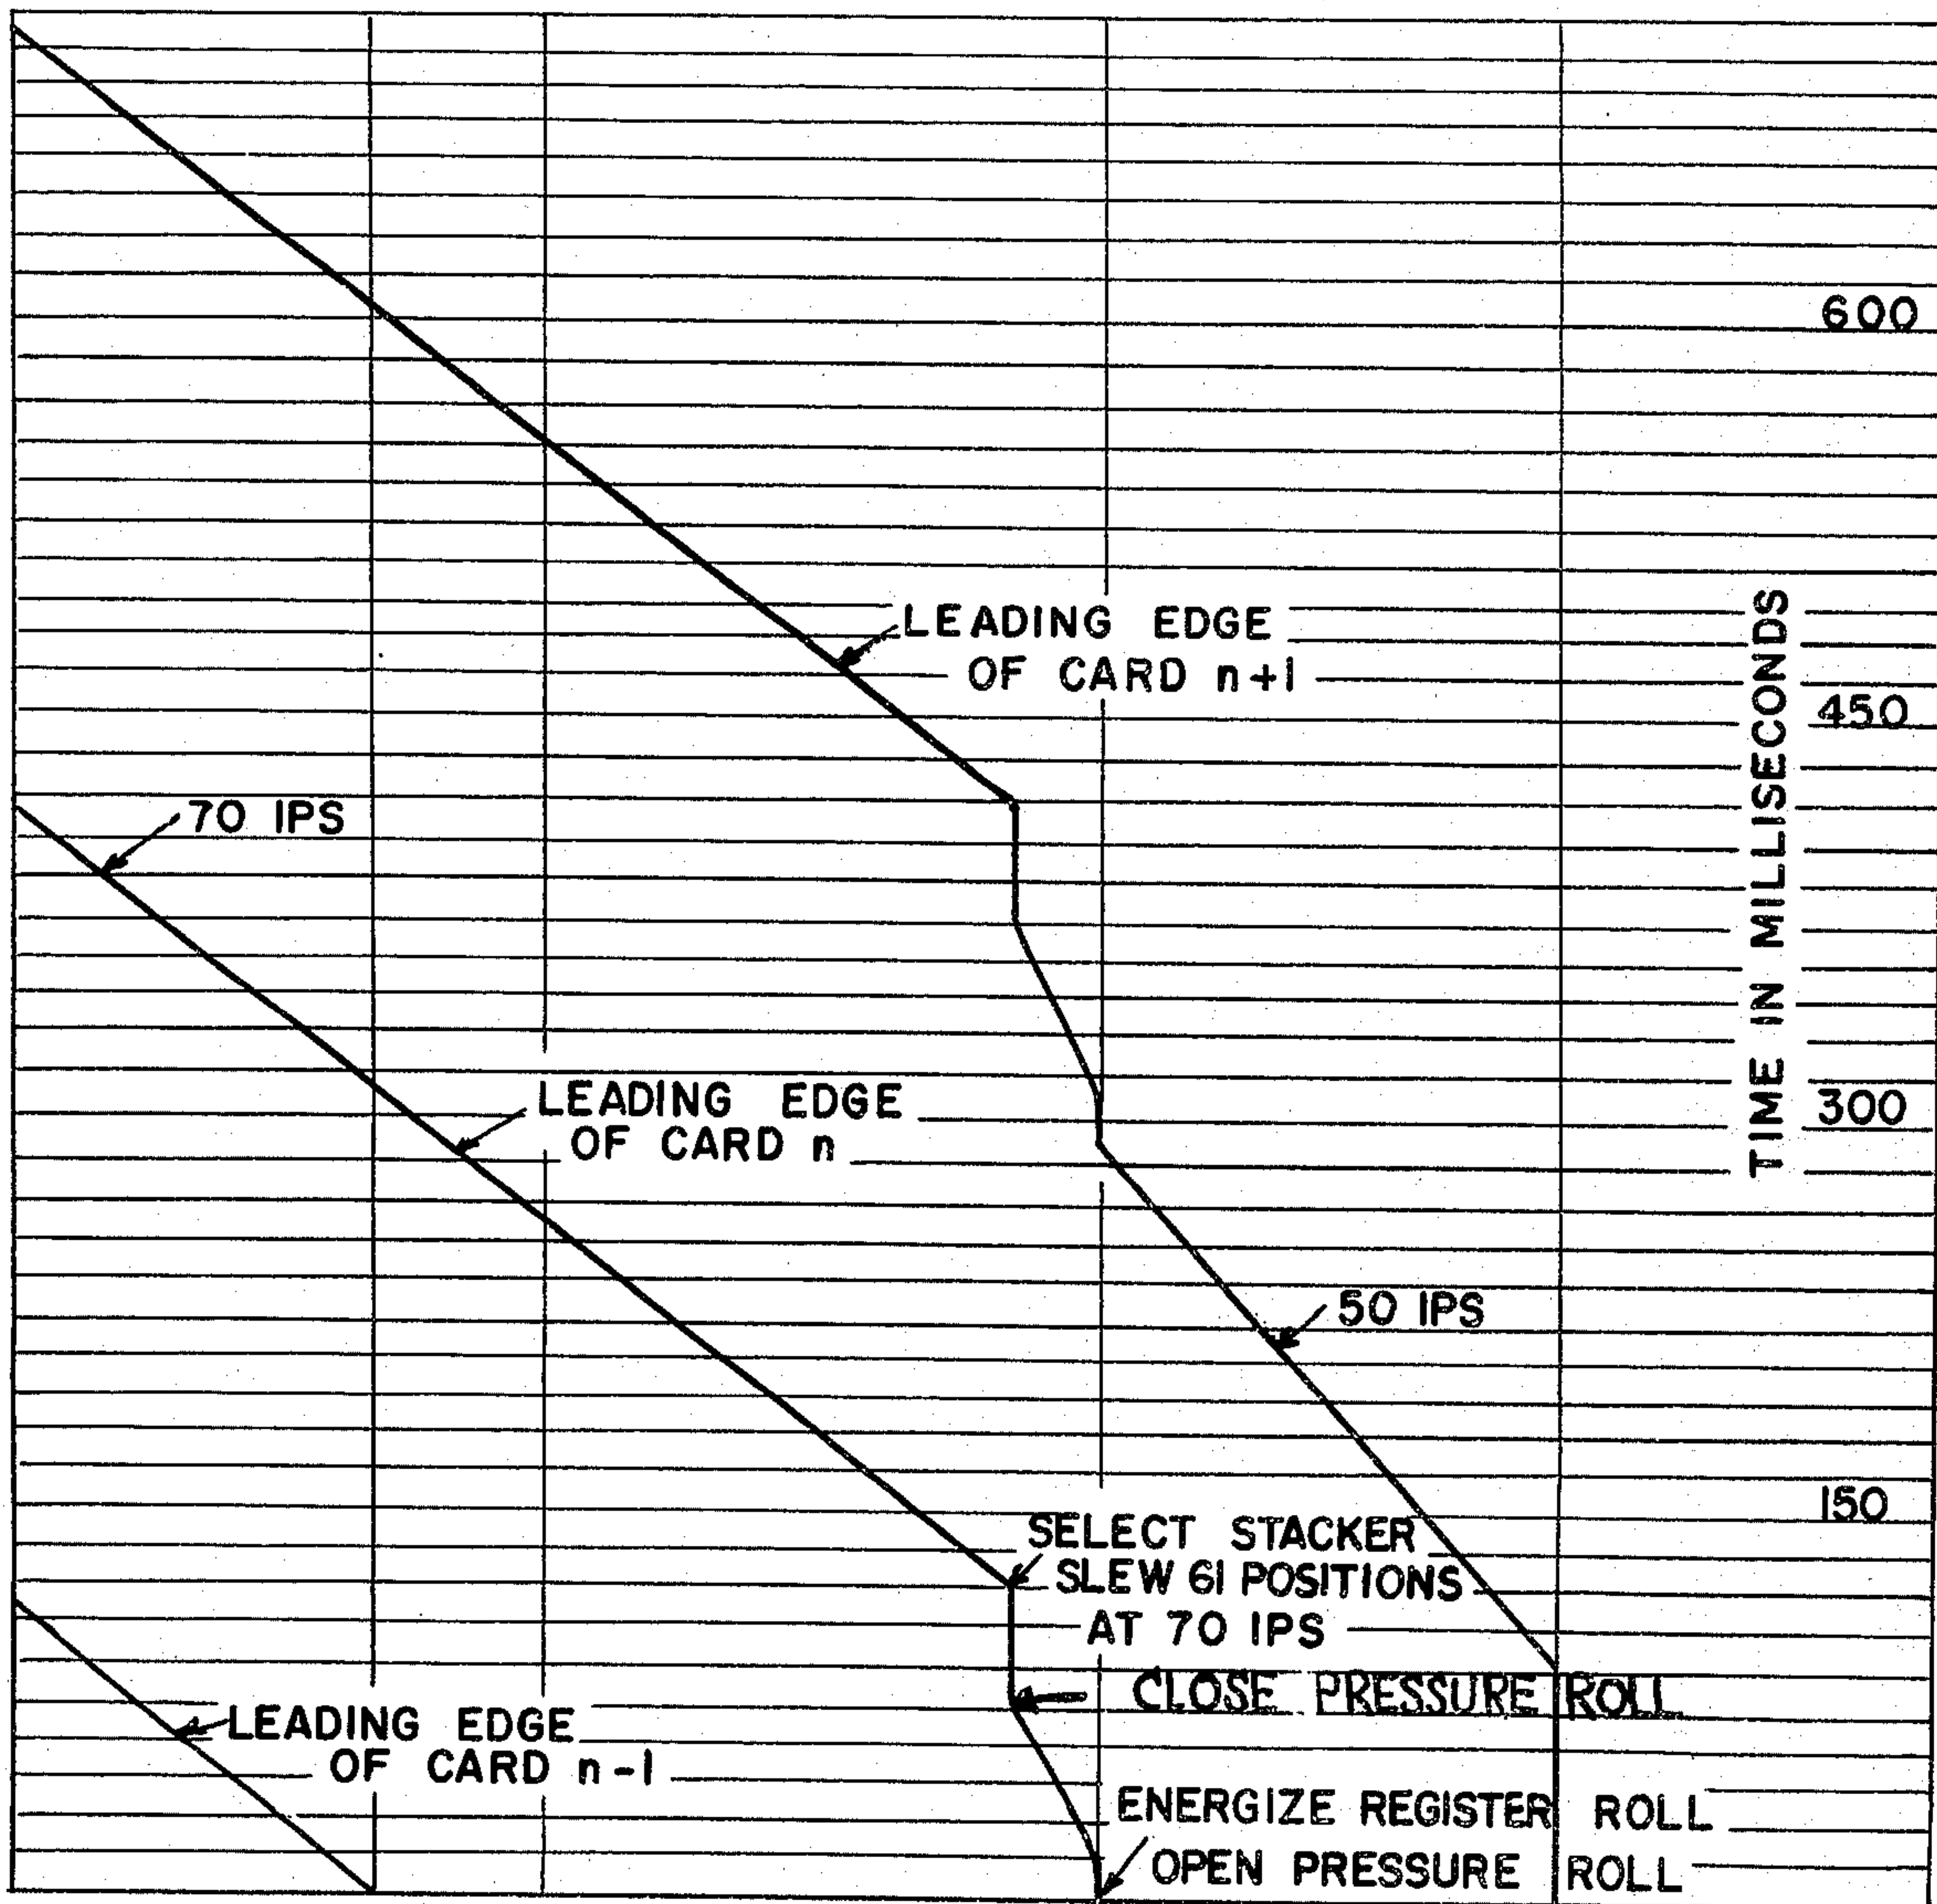 600
LEADING EDGE
OF CARD n+1
TIME IN MILLISECONDS
450
70 IPS
LEADING EDGE
OF CARD n
300
50 IPS
150
SELECT STACKER
SLEW 61 POSITIONS
AT 70 IPS
CLOSE PRESSURE ROLL
LEADING EDGE
OF CARD n-1
ENERGIZE REGISTER ROLL
OPEN PRESSURE ROLL